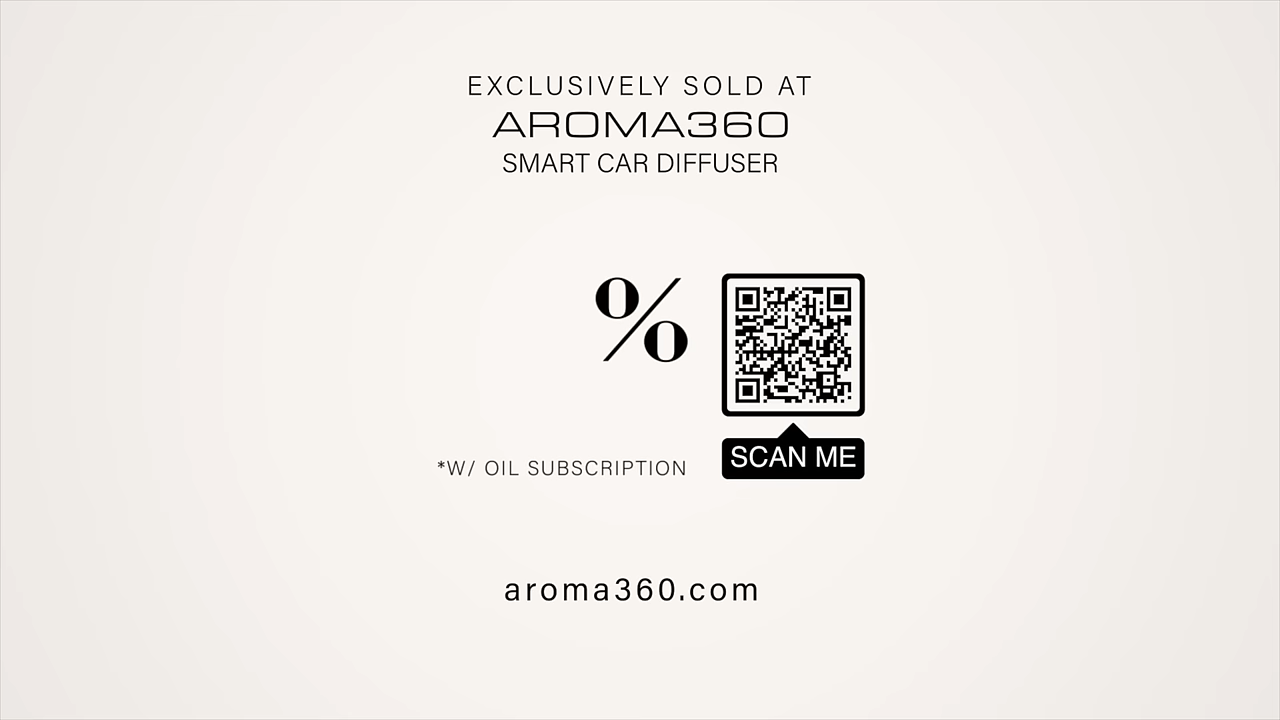 EXCLUSIVELY SOLD AT
AROMA360
SMART CAR DIFFUSER
%
*W/ OIL SUBSCRIPTION
SCAN ME
aroma360.com